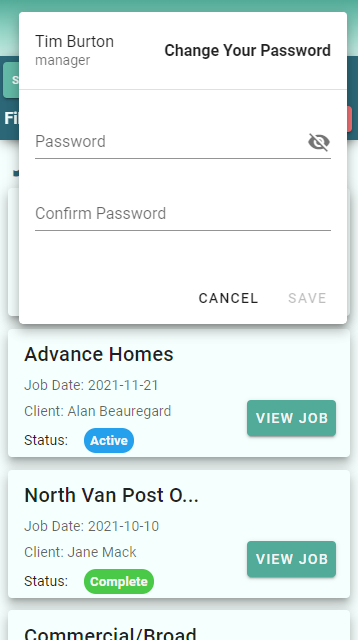 Tim Burton
manager
Change Your Password
Password
Confirm Password
CANCEL SAVE
Advance Homes
Job Date: 2021-11-21
Client: Alan Beauregard
VIEW JOB
Status: Active
North Van Post O...
Job Date: 2021-10-10
Client: Jane Mack
VIEW JOB
Status: Complete
Commercial/Broad